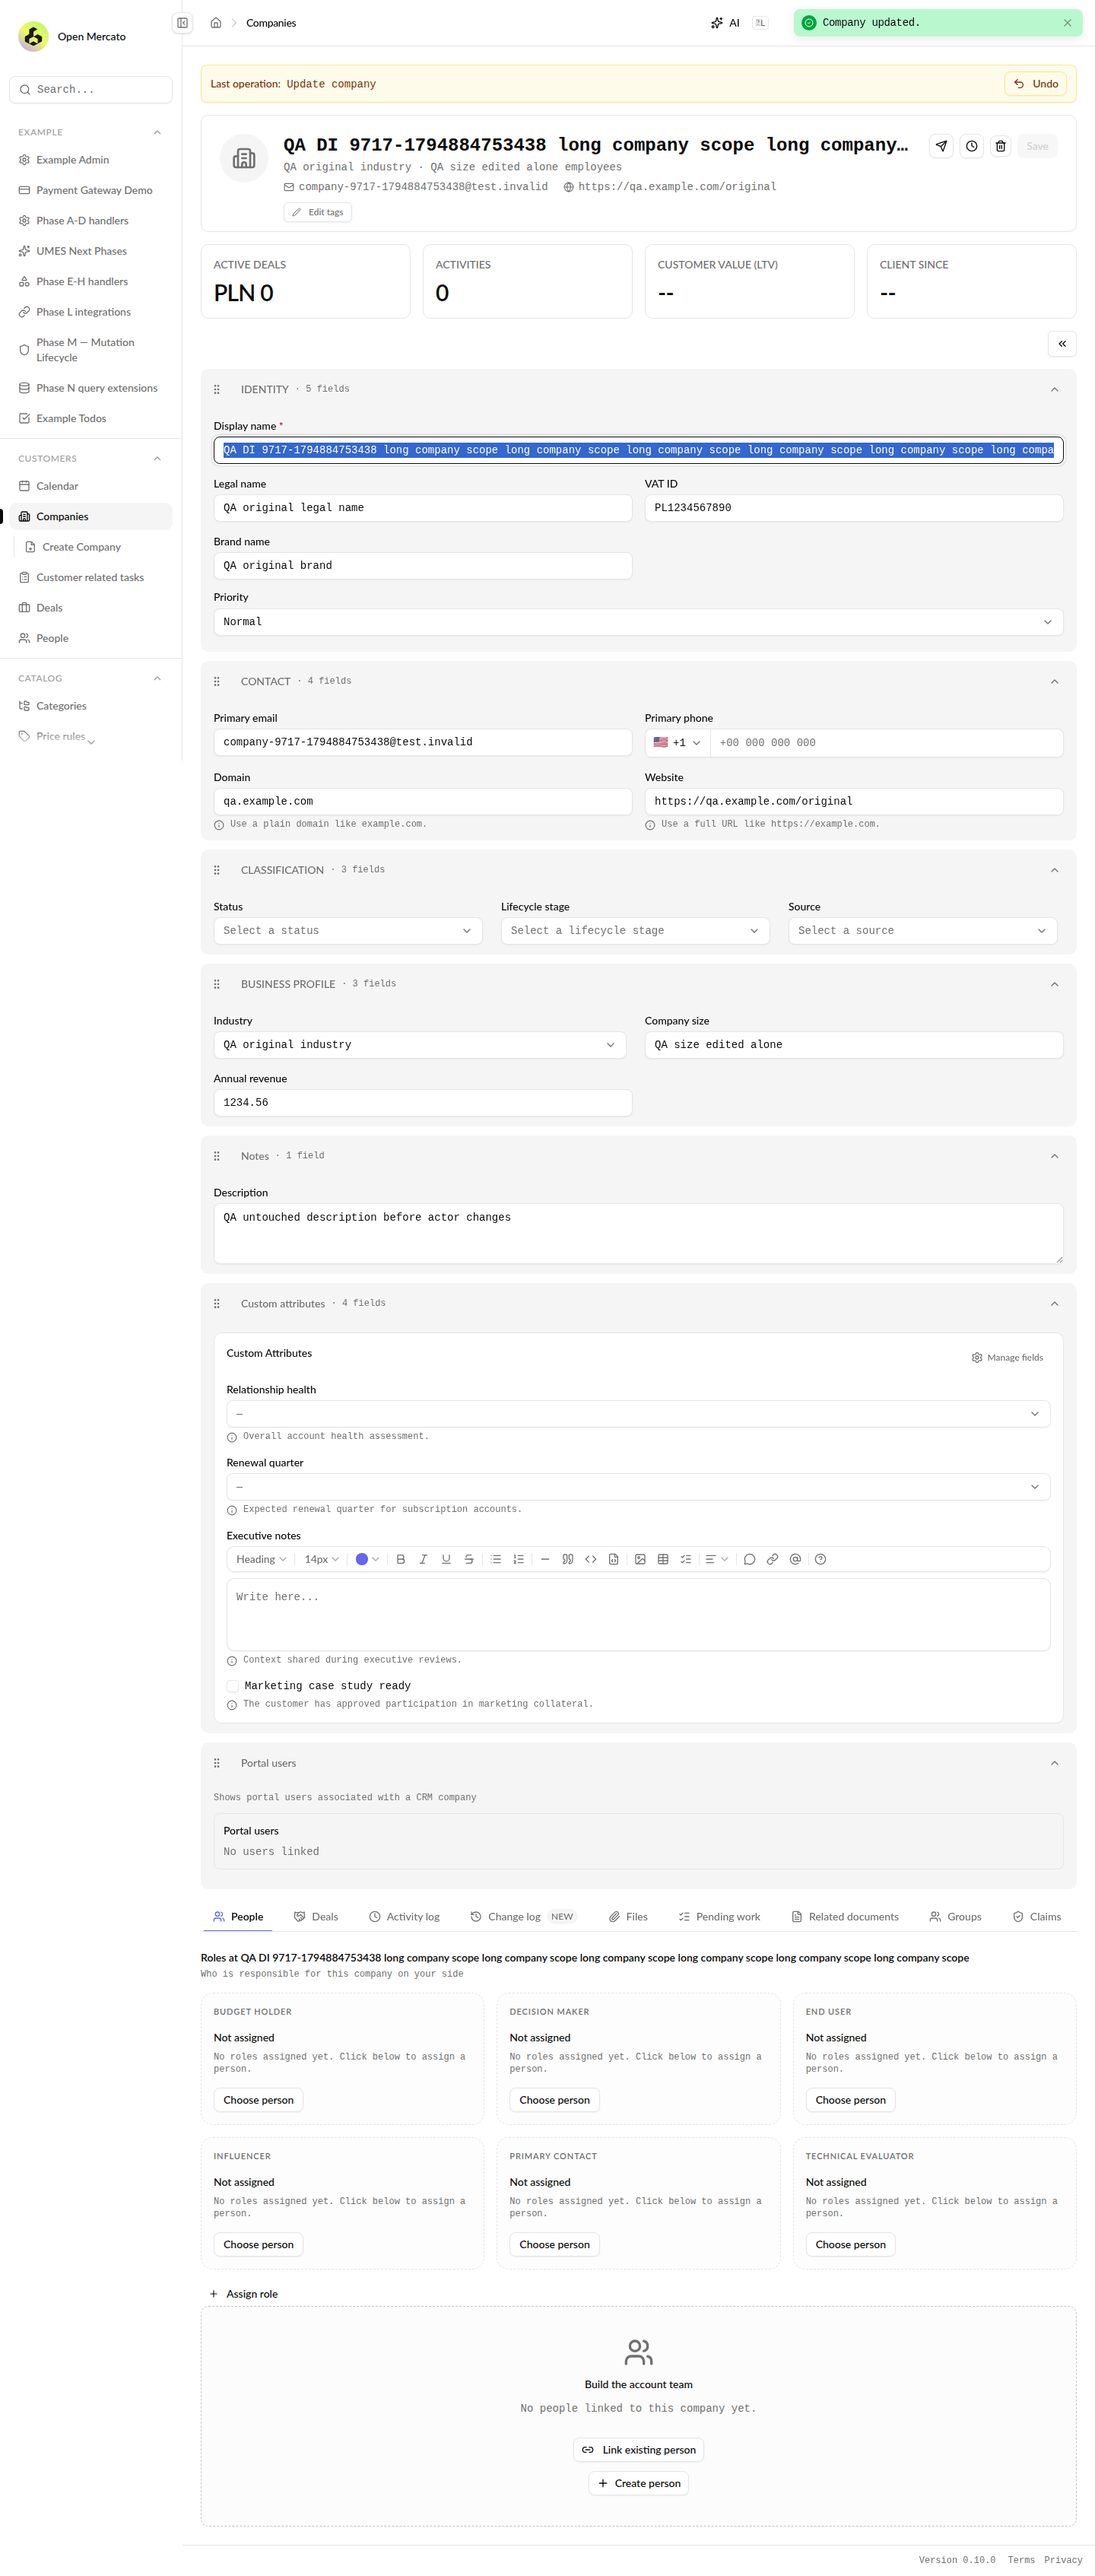 Open Mercato
Search...
EXAMPLE
Example Admin
Payment Gateway Demo
Phase A-D handlers
UMES Next Phases
Phase E-H handlers
Phase L integrations
Phase M — Mutation
Lifecycle
Phase N query extensions
Example Todos
CUSTOMERS
Calendar
Companies
Create Company
Customer related tasks
Deals
People
CATALOG
Categories
Price rules
Companies
AI
L
Company updated.
Last operation: Update company
Undo
QA DI 9717-1794884753438 long company scope long company…
Save
QA original industry · QA size edited alone employees
company-9717-1794884753438@test.invalid https://qa.example.com/original
Edit tags
ACTIVE DEALS
PLN 0
ACTIVITIES
0
CUSTOMER VALUE (LTV)
--
CLIENT SINCE
--
IDENTITY · 5 fields
Display name *
QA DI 9717-1794884753438 long company scope long company scope long company scope long company scope long company scope long compa
Legal name
QA original legal name
VAT ID
PL1234567890
Brand name
QA original brand
Priority
Normal
CONTACT · 4 fields
Primary email
company-9717-1794884753438@test.invalid
Primary phone
+1 +00 000 000 000
Domain
qa.example.com
Use a plain domain like example.com.
Website
https://qa.example.com/original
Use a full URL like https://example.com.
CLASSIFICATION · 3 fields
Status
Select a status
Lifecycle stage
Select a lifecycle stage
Source
Select a source
BUSINESS PROFILE · 3 fields
Industry
QA original industry
Company size
QA size edited alone
Annual revenue
1234.56
Notes · 1 field
Description
QA untouched description before actor changes
Custom attributes · 4 fields
Custom Attributes
Manage fields
Relationship health
—
Overall account health assessment.
Renewal quarter
—
Expected renewal quarter for subscription accounts.
Executive notes
Heading 14px
Write here...
Context shared during executive reviews.
Marketing case study ready
The customer has approved participation in marketing collateral.
Portal users
Shows portal users associated with a CRM company
Portal users
No users linked
People Deals Activity log Change log NEW Files Pending work Related documents Groups Claims
Roles at QA DI 9717-1794884753438 long company scope long company scope long company scope long company scope long company scope long company scope
Who is responsible for this company on your side
BUDGET HOLDER
Not assigned
No roles assigned yet. Click below to assign a
person.
Choose person
DECISION MAKER
Not assigned
No roles assigned yet. Click below to assign a
person.
Choose person
END USER
Not assigned
No roles assigned yet. Click below to assign a
person.
Choose person
INFLUENCER
Not assigned
No roles assigned yet. Click below to assign a
person.
Choose person
PRIMARY CONTACT
Not assigned
No roles assigned yet. Click below to assign a
person.
Choose person
TECHNICAL EVALUATOR
Not assigned
No roles assigned yet. Click below to assign a
person.
Choose person
Assign role
Build the account team
No people linked to this company yet.
Link existing person
Create person
Version 0.10.0 Terms Privacy